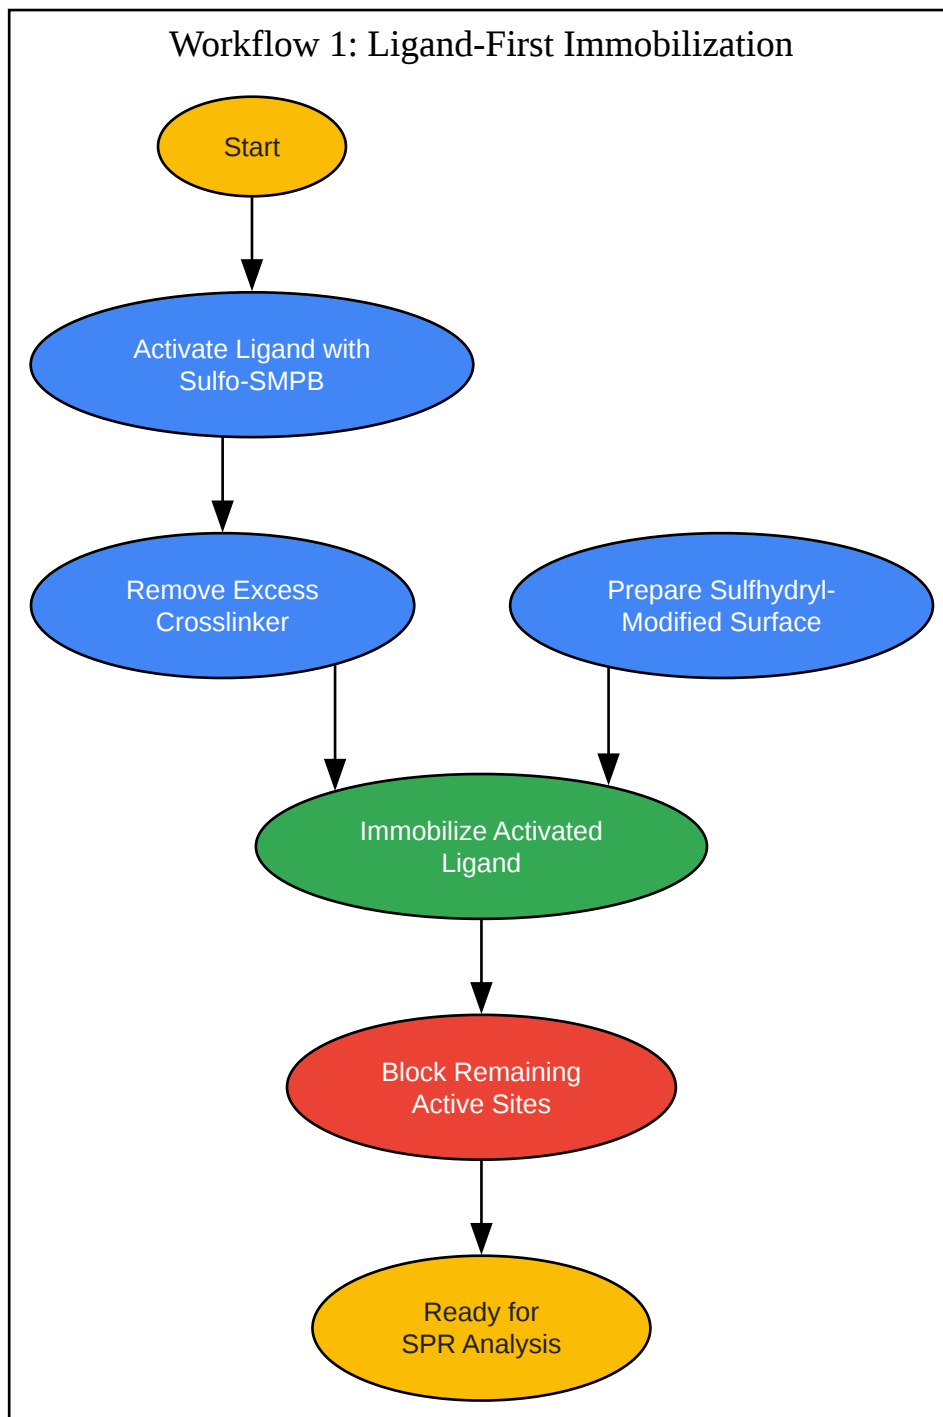 Workflow 1: Ligand-First Immobilization
Start
Activate Ligand with
Sulfo-SMPB
Remove Excess
Crosslinker
Prepare Sulfhydryl-
Modified Surface
Immobilize Activated
Ligand
Block Remaining
Active Sites
Ready for
SPR Analysis